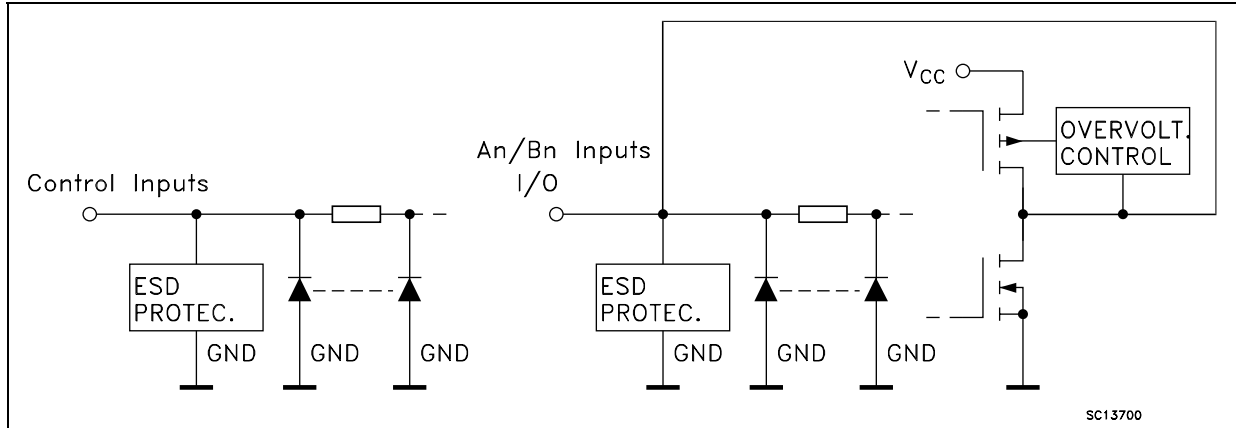 Control Inputs
ESD
PROTEC.
GND
GND
GND
An/Bn Inputs
I/O
ESD
PROTEC.
GND
GND
GND
VCC
OVERVOLT.
CONTROL
SC13700